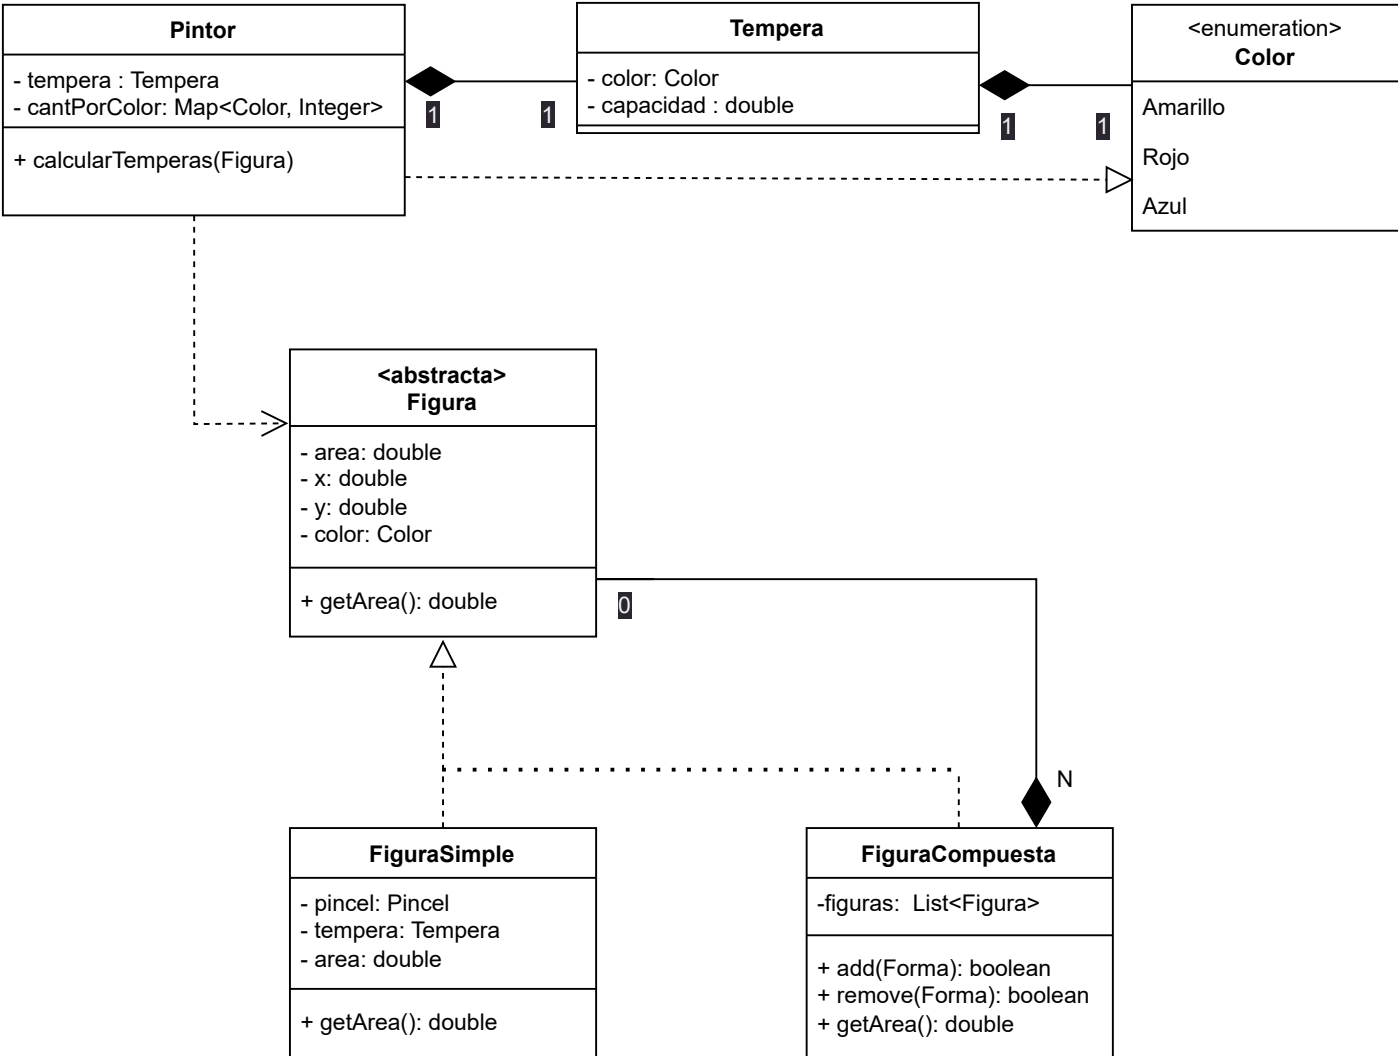 Pintor
- tempera : Tempera
- cantPorColor: Map<Color, Integer>
+ calcularTemperas(Figura)
1
1
Tempera
- color: Color
- capacidad : double
1
1
<enumeration>
Color
Amarillo
Rojo
Azul
<abstracta>
Figura
- area: double
- x: double
- y: double
- color: Color
+ getArea(): double
0
N
FiguraSimple
- pincel: Pincel
- tempera: Tempera
- area: double
+ getArea(): double
FiguraCompuesta
-figuras:  List<Figura>
+ add(Forma): boolean
+ remove(Forma): boolean
+ getArea(): double